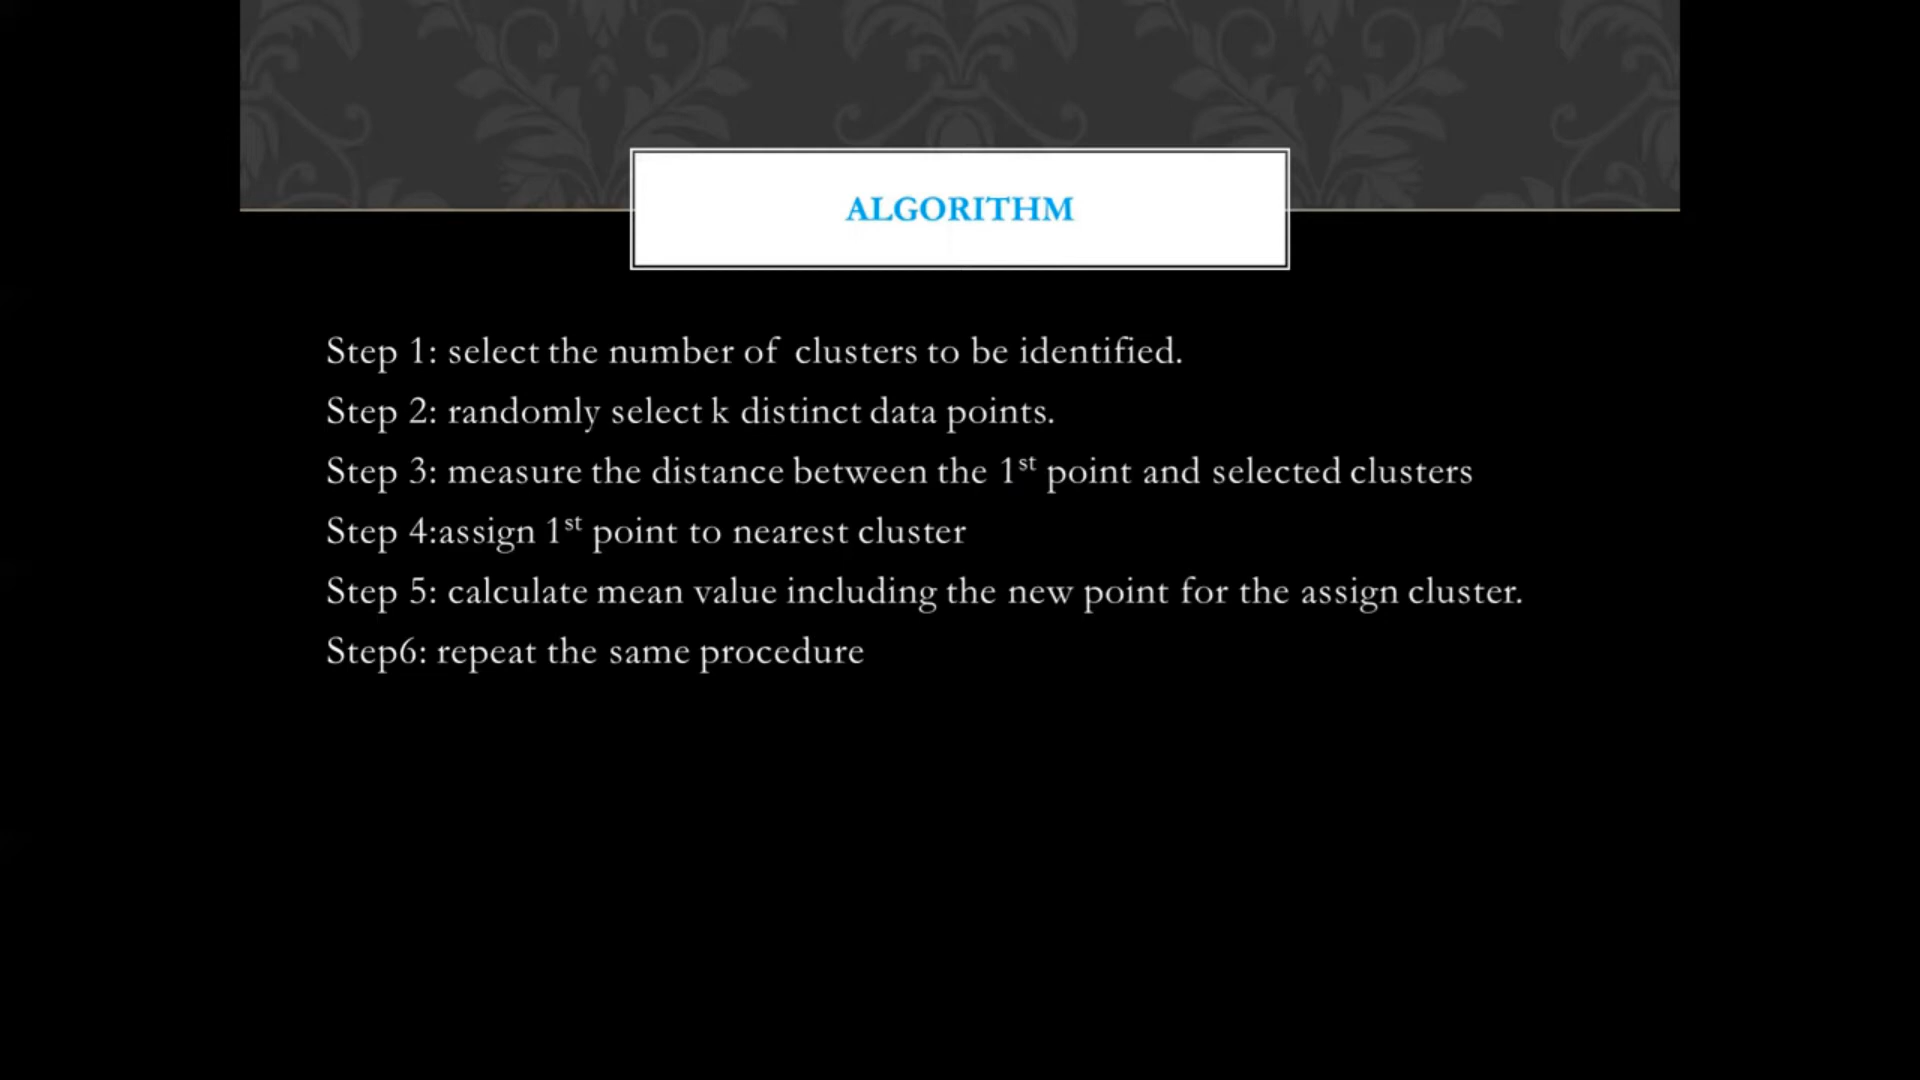 ALGORITHM
Step 1: select the number of clusters to be identified.
Step 2: randomly select k distinct data points.
Step 3: measure the distance between the 1st point and selected clusters
Step 4:assign 1st point to nearest cluster
Step 5: calculate mean value including the new point for the assign cluster.
Step6: repeat the same procedure